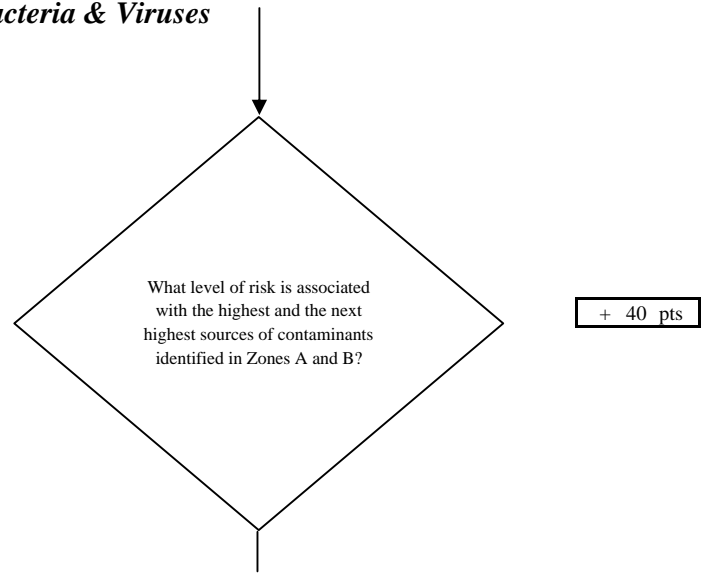 & Viruses
What level of risk is associated
with the highest and the next
highest sources of contaminants
identified in Zones A and B?
+ 40 pts